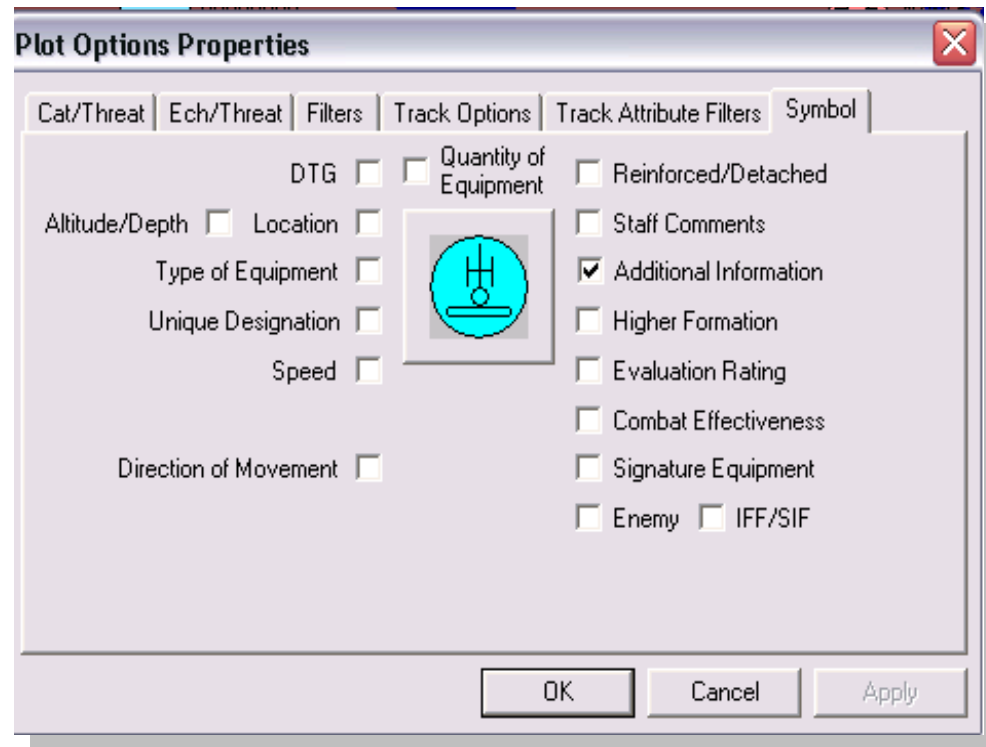 Plot Options Properties
Cat/Threat Ech/Threat Filters Track Options Track Attribute Filters Symbol
DTG
Quantity of
Equipment
Reinforced/Detached
Altitude/Depth Location
Staff Comments
Type of Equipment
Additional Information
Unique Designation
Higher Formation
Speed
Evaluation Rating
Combat Effectiveness
Direction of Movement
Signature Equipment
Enemy IFF/SIF
OK Cancel Apply